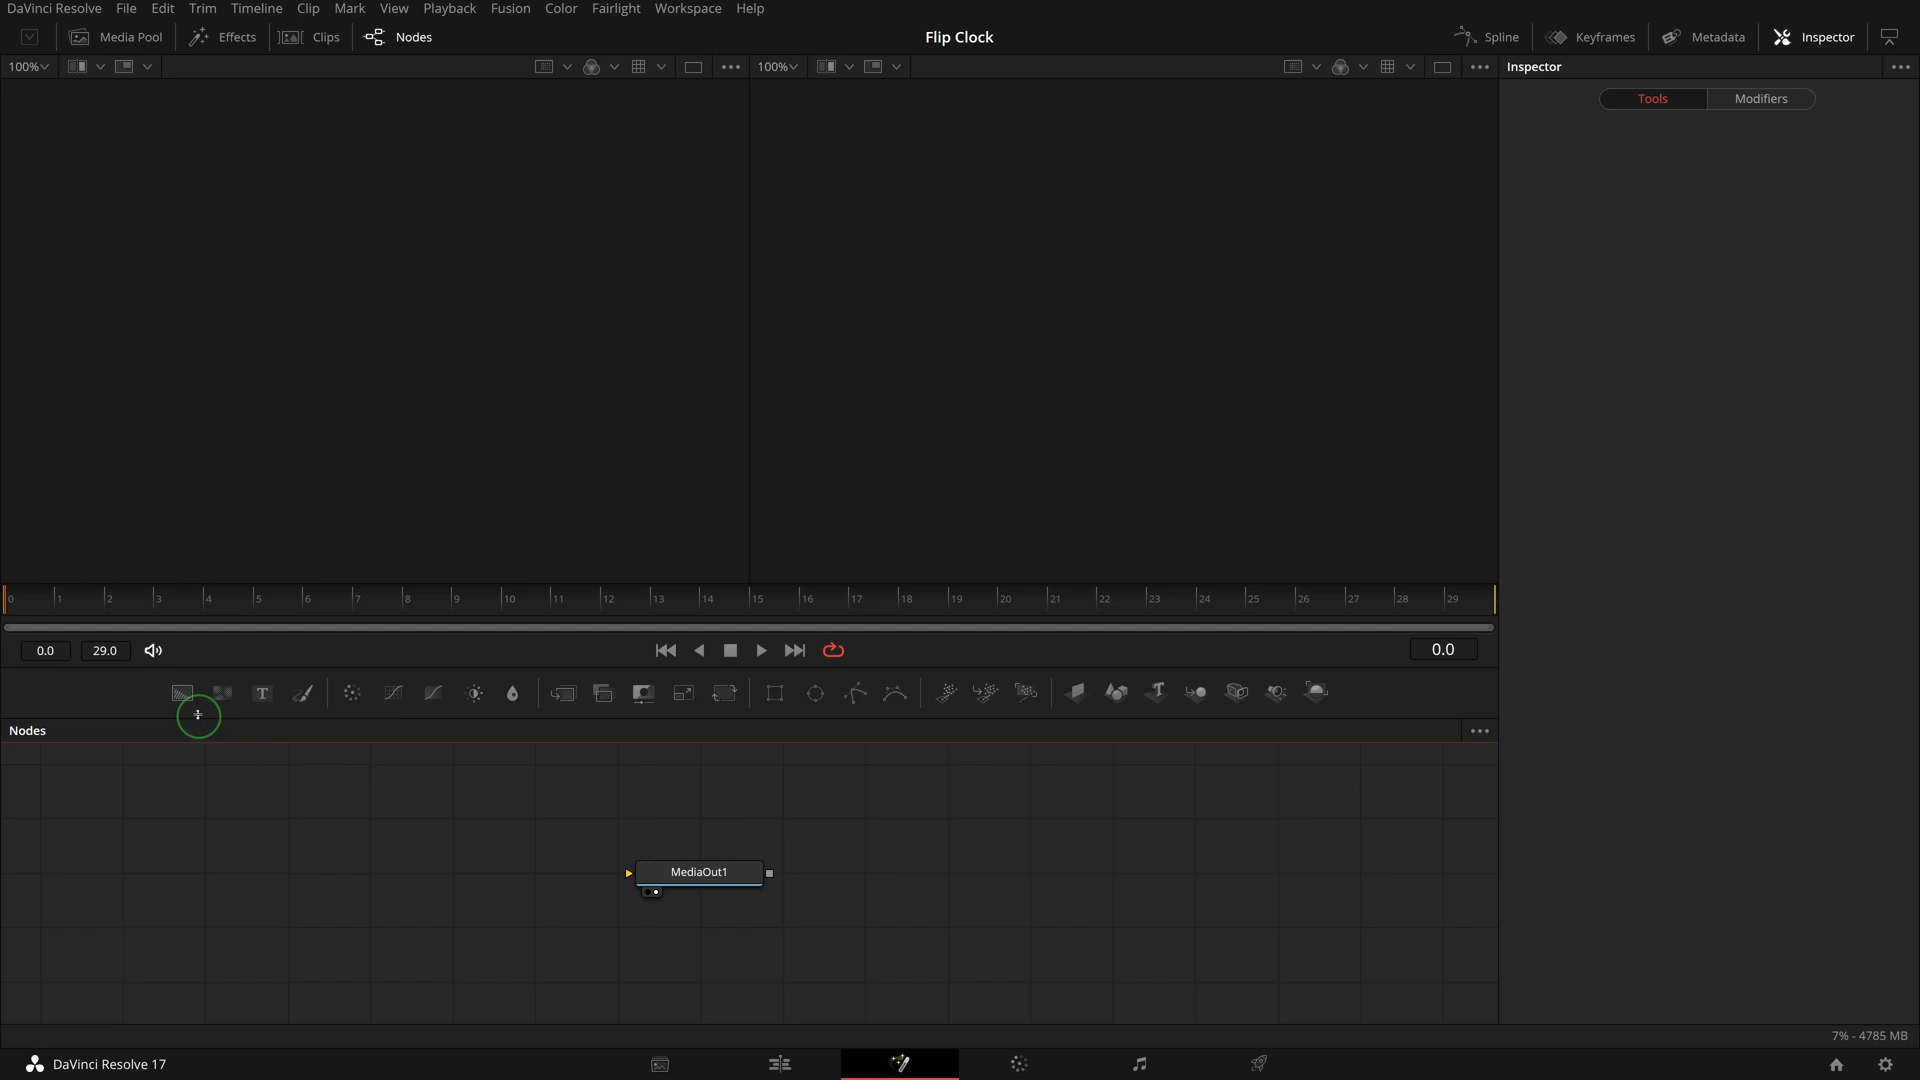 DaVinci Resolve File Edit Trim Timeline Clip Mark View Playback Fusion Color Fairlight Workspace Help
Media Pool Effects Clips Nodes Flip Clock Spline Keyframes Metadata Inspector
100% 100% Inspector
Tools Modifiers
0 1 2 3 4 5 6 7 8 9 10 11 12 13 14 15 16 17 18 19 20 21 22 23 24 25 26 27 28 29
0.0 29.0 0.0
T
Nodes
MediaOut1
7% - 4785 MB
DaVinci Resolve 17